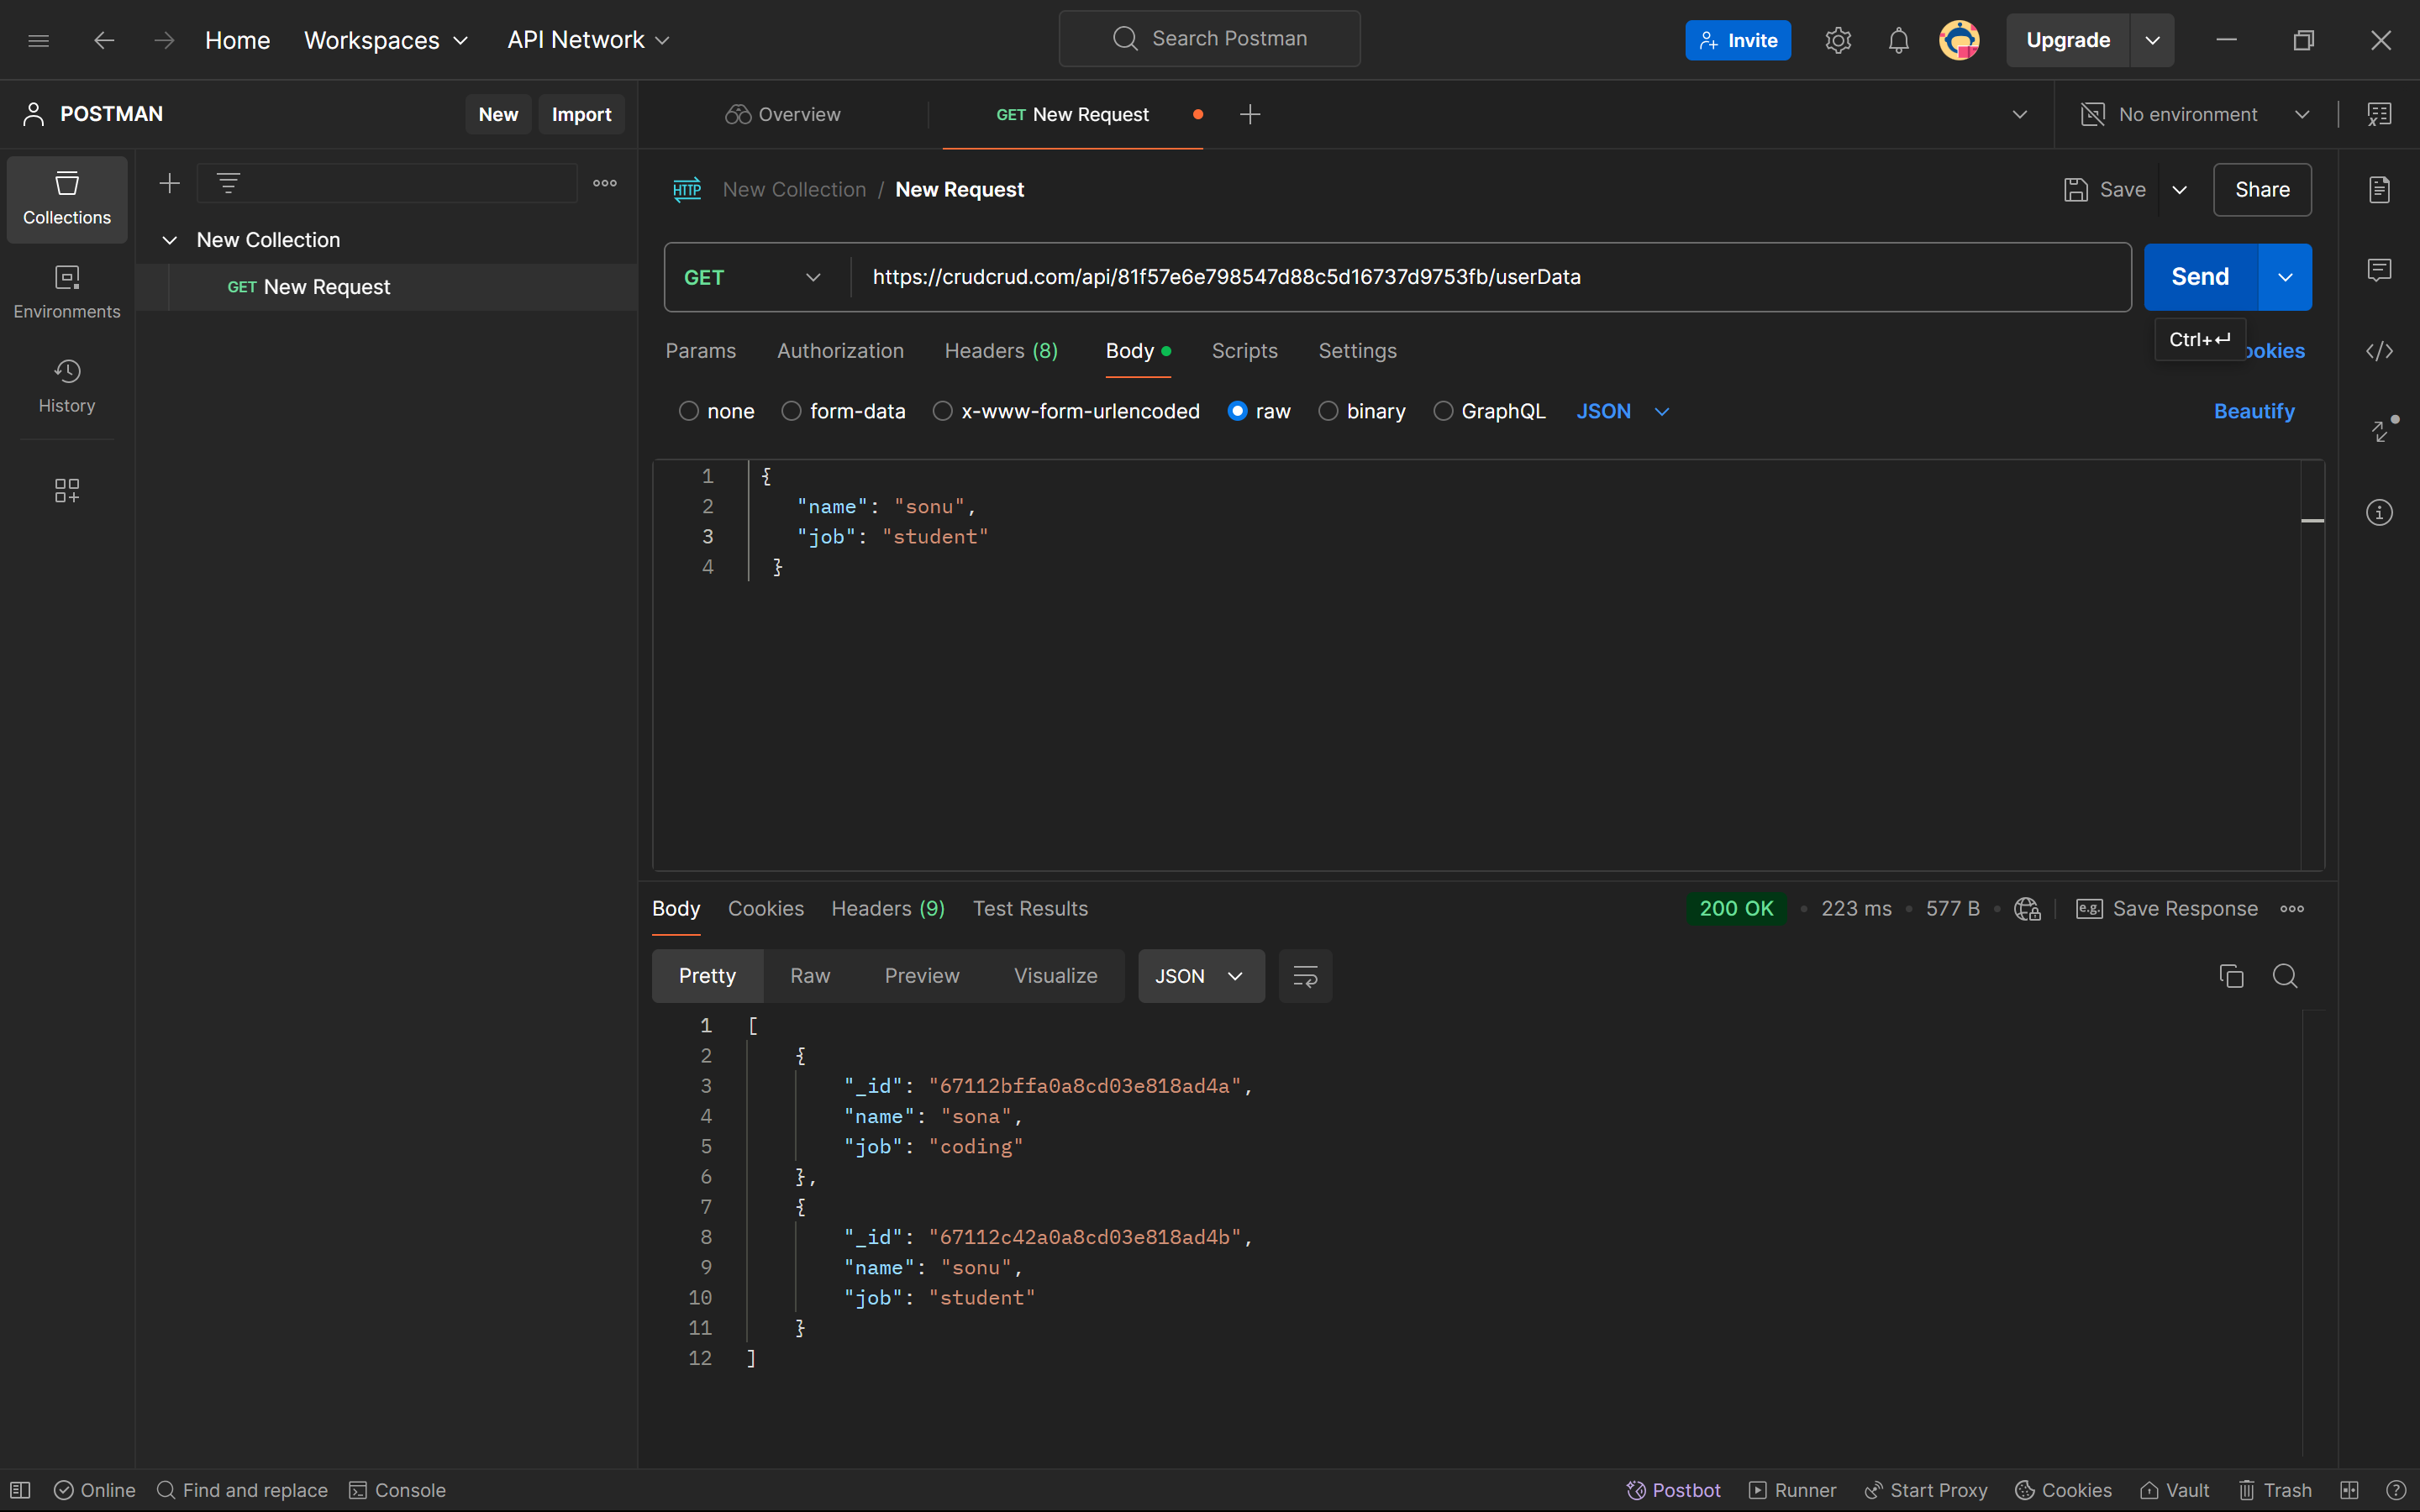 Home Workspaces API Network Search Postman Invite Upgrade
POSTMAN New Import Overview GET New Request No environment
Collections
New Collection
GET New Request
Environments
History
HTTP New Collection / New Request Save Share
GET https://crudcrud.com/api/81f57e6e798547d88c5d16737d9753fb/userData Send
Ctrl+↵
Params Authorization Headers (8) Body Scripts Settings ookies
none form-data x-www-form-urlencoded raw binary GraphQL JSON Beautify
1 {
2 "name": "sonu",
3 "job": "student"
4 }
Body Cookies Headers (9) Test Results 200 OK 223 ms 577 B e.g. Save Response
Pretty Raw Preview Visualize JSON
1 [
2 {
3 "_id": "67112bffa0a8cd03e818ad4a",
4 "name": "sona",
5 "job": "coding"
6 },
7 {
8 "_id": "67112c42a0a8cd03e818ad4b",
9 "name": "sonu",
10 "job": "student"
11 }
12 ]
Online Find and replace Console Postbot Runner Start Proxy Cookies Vault Trash